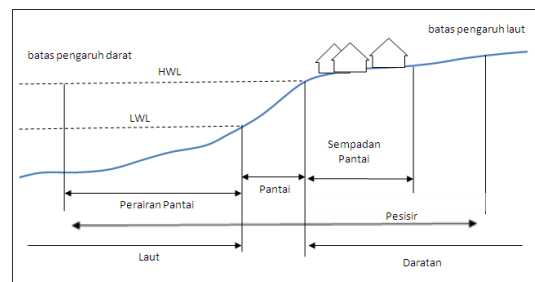 batas pengaruh laut
batas pengaruh darat
HWL
LWL
Sempadan
Pantai
Pantai
Perairan Pantai
Pesisir
Laut
Daratan